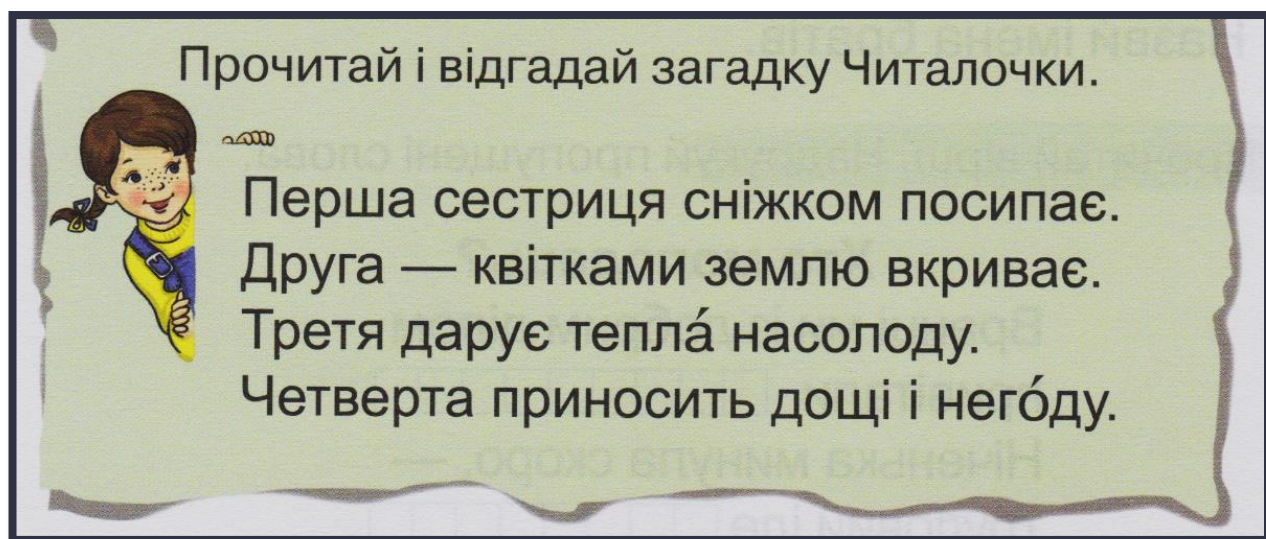 Прочитай і відгадай загадку Читалочки.
Перша сестриця сніжком посипає.
Друга — квітками землю вкриває.
Третя дарує теплá насолоду.
Четверта приносить дощі і негóду.